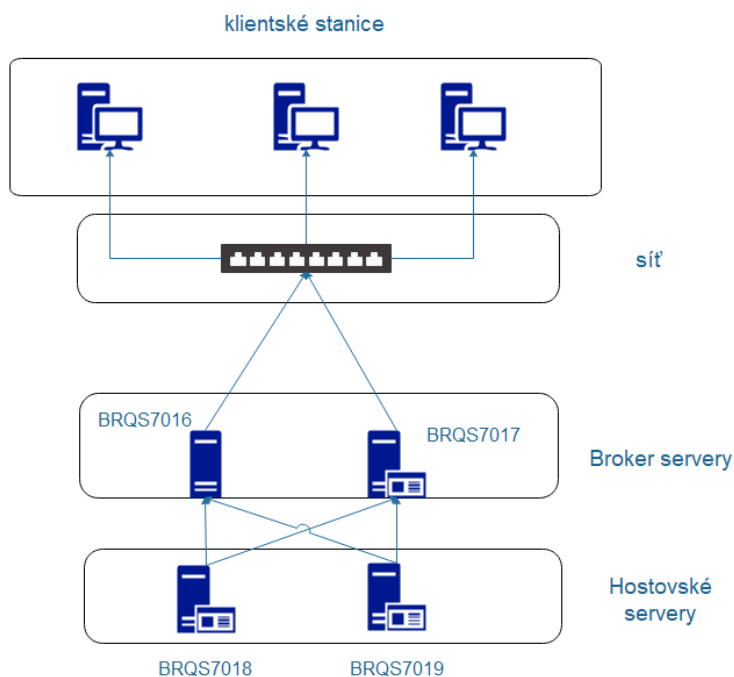 klientské stanice
síť
BRQS7016
BRQS7017
Broker servery
Hostovské
servery
BRQS7018
BRQS7019